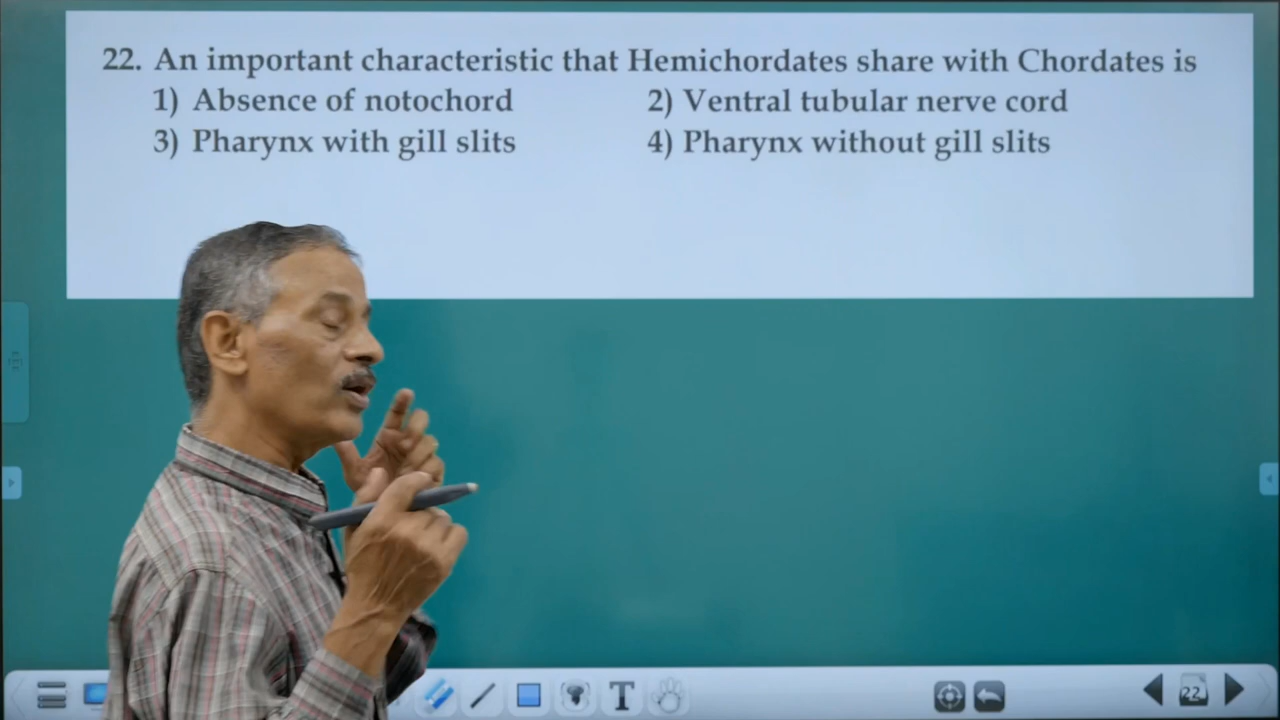 22. An important characteristic that Hemichordates share with Chordates is
1) Absence of notochord 2) Ventral tubular nerve cord
3) Pharynx with gill slits 4) Pharynx without gill slits
T 22